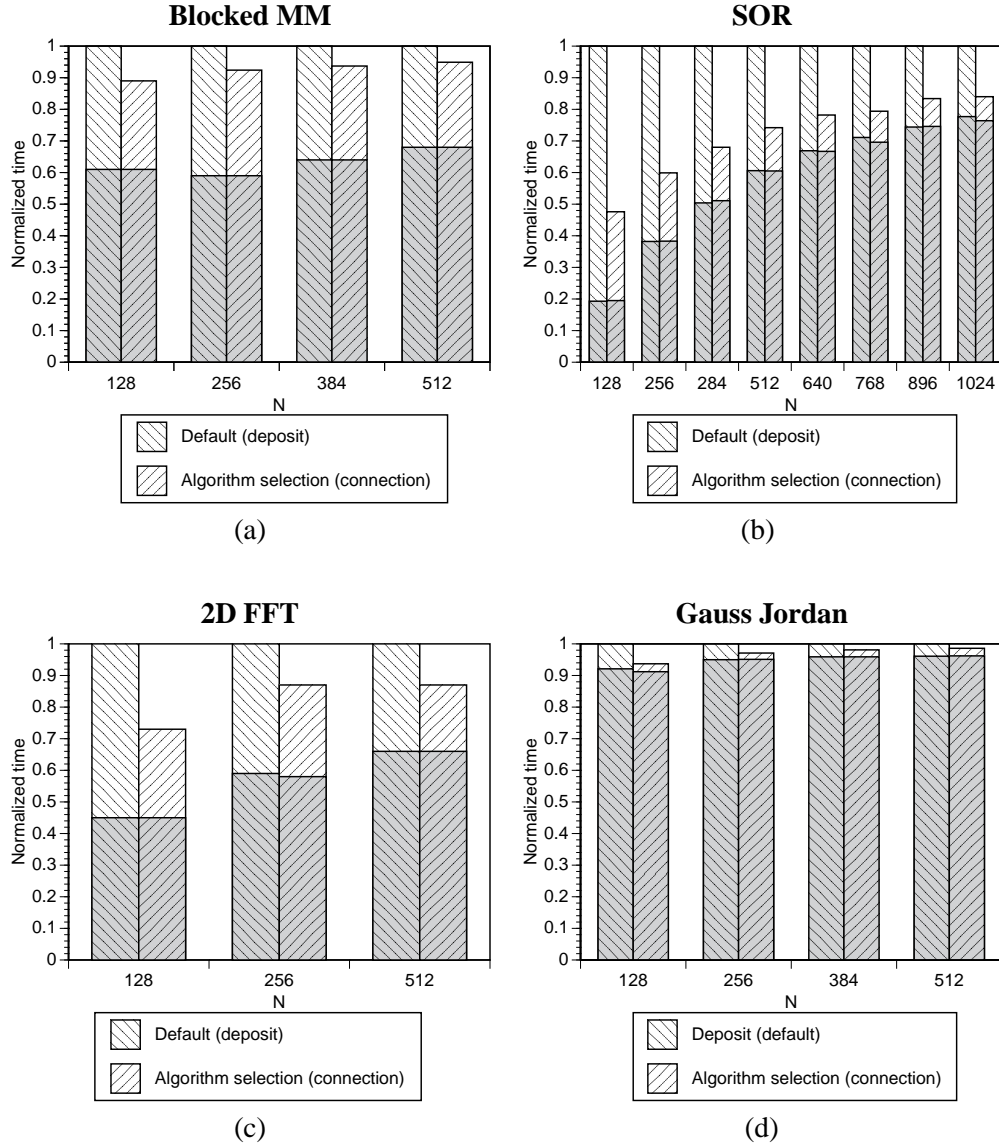 Blocked MM
1
0.9
0.8
0.7
0.6
0.5
0.4
0.3
0.2
0.1
0
Normalized time
128 256 384 512
N
Default (deposit)
Algorithm selection (connection)
(a)
SOR
1
0.9
0.8
0.7
0.6
0.5
0.4
0.3
0.2
0.1
0
Normalized time
128 256 284 512 640 768 896 1024
N
Default (deposit)
Algorithm selection (connection)
(b)
2D FFT
1
0.9
0.8
0.7
0.6
0.5
0.4
0.3
0.2
0.1
0
Normalized time
128 256 512
N
Default (deposit)
Algorithm selection (connection)
(c)
Gauss Jordan
1
0.9
0.8
0.7
0.6
0.5
0.4
0.3
0.2
0.1
0
Normalized time
128 256 384 512
N
Deposit (default)
Algorithm selection (connection)
(d)